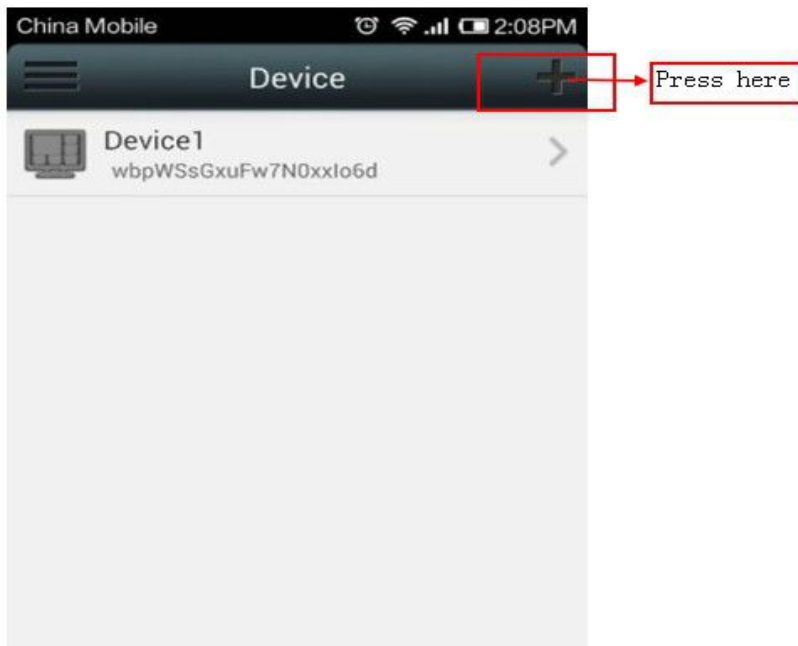 China Mobile 2:08PM
Device
Press here
Device1
wbpWSsGxuFw7N0xxIo6d